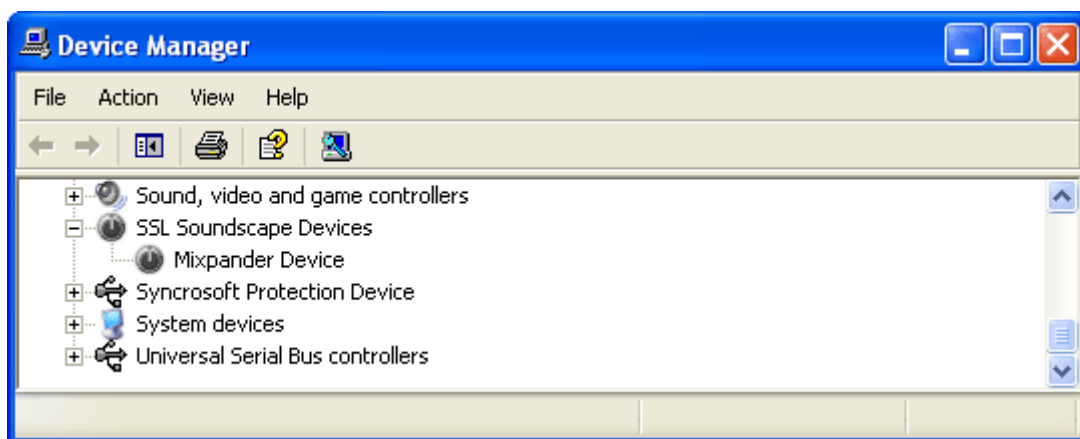 Device Manager
File Action View Help
Sound, video and game controllers
SSL Soundscape Devices
Mixpander Device
Syncrosoft Protection Device
System devices
Universal Serial Bus controllers